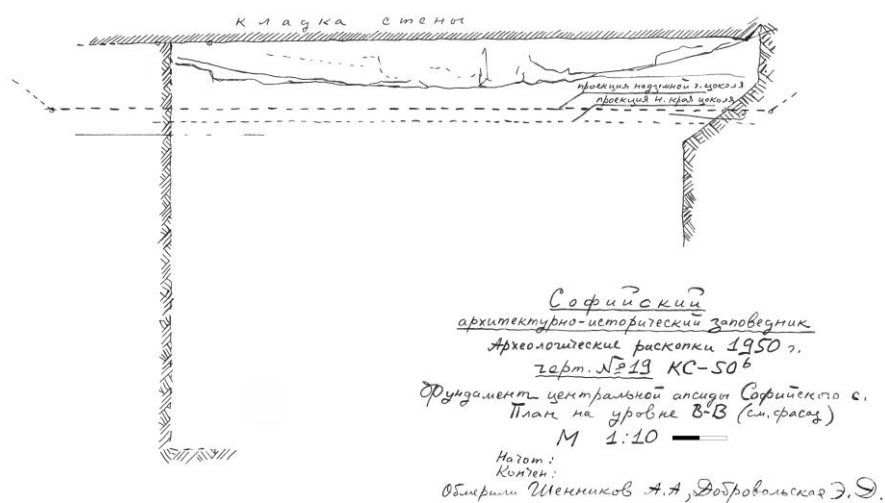 кладка стены
проекция надземной ч. цоколя
проекция н. края цоколя
Софийский
архитектурно-исторический заповедник
Археологические раскопки 1950 г.
черт. №19 КС-50б
Фундамент центральной апсиды Софийского с.
План на уровне В-В (см. фасад)
М 1:10
Начат:
Кончен:
Обмерили Шенников А.А, Добровольская Э.Д.